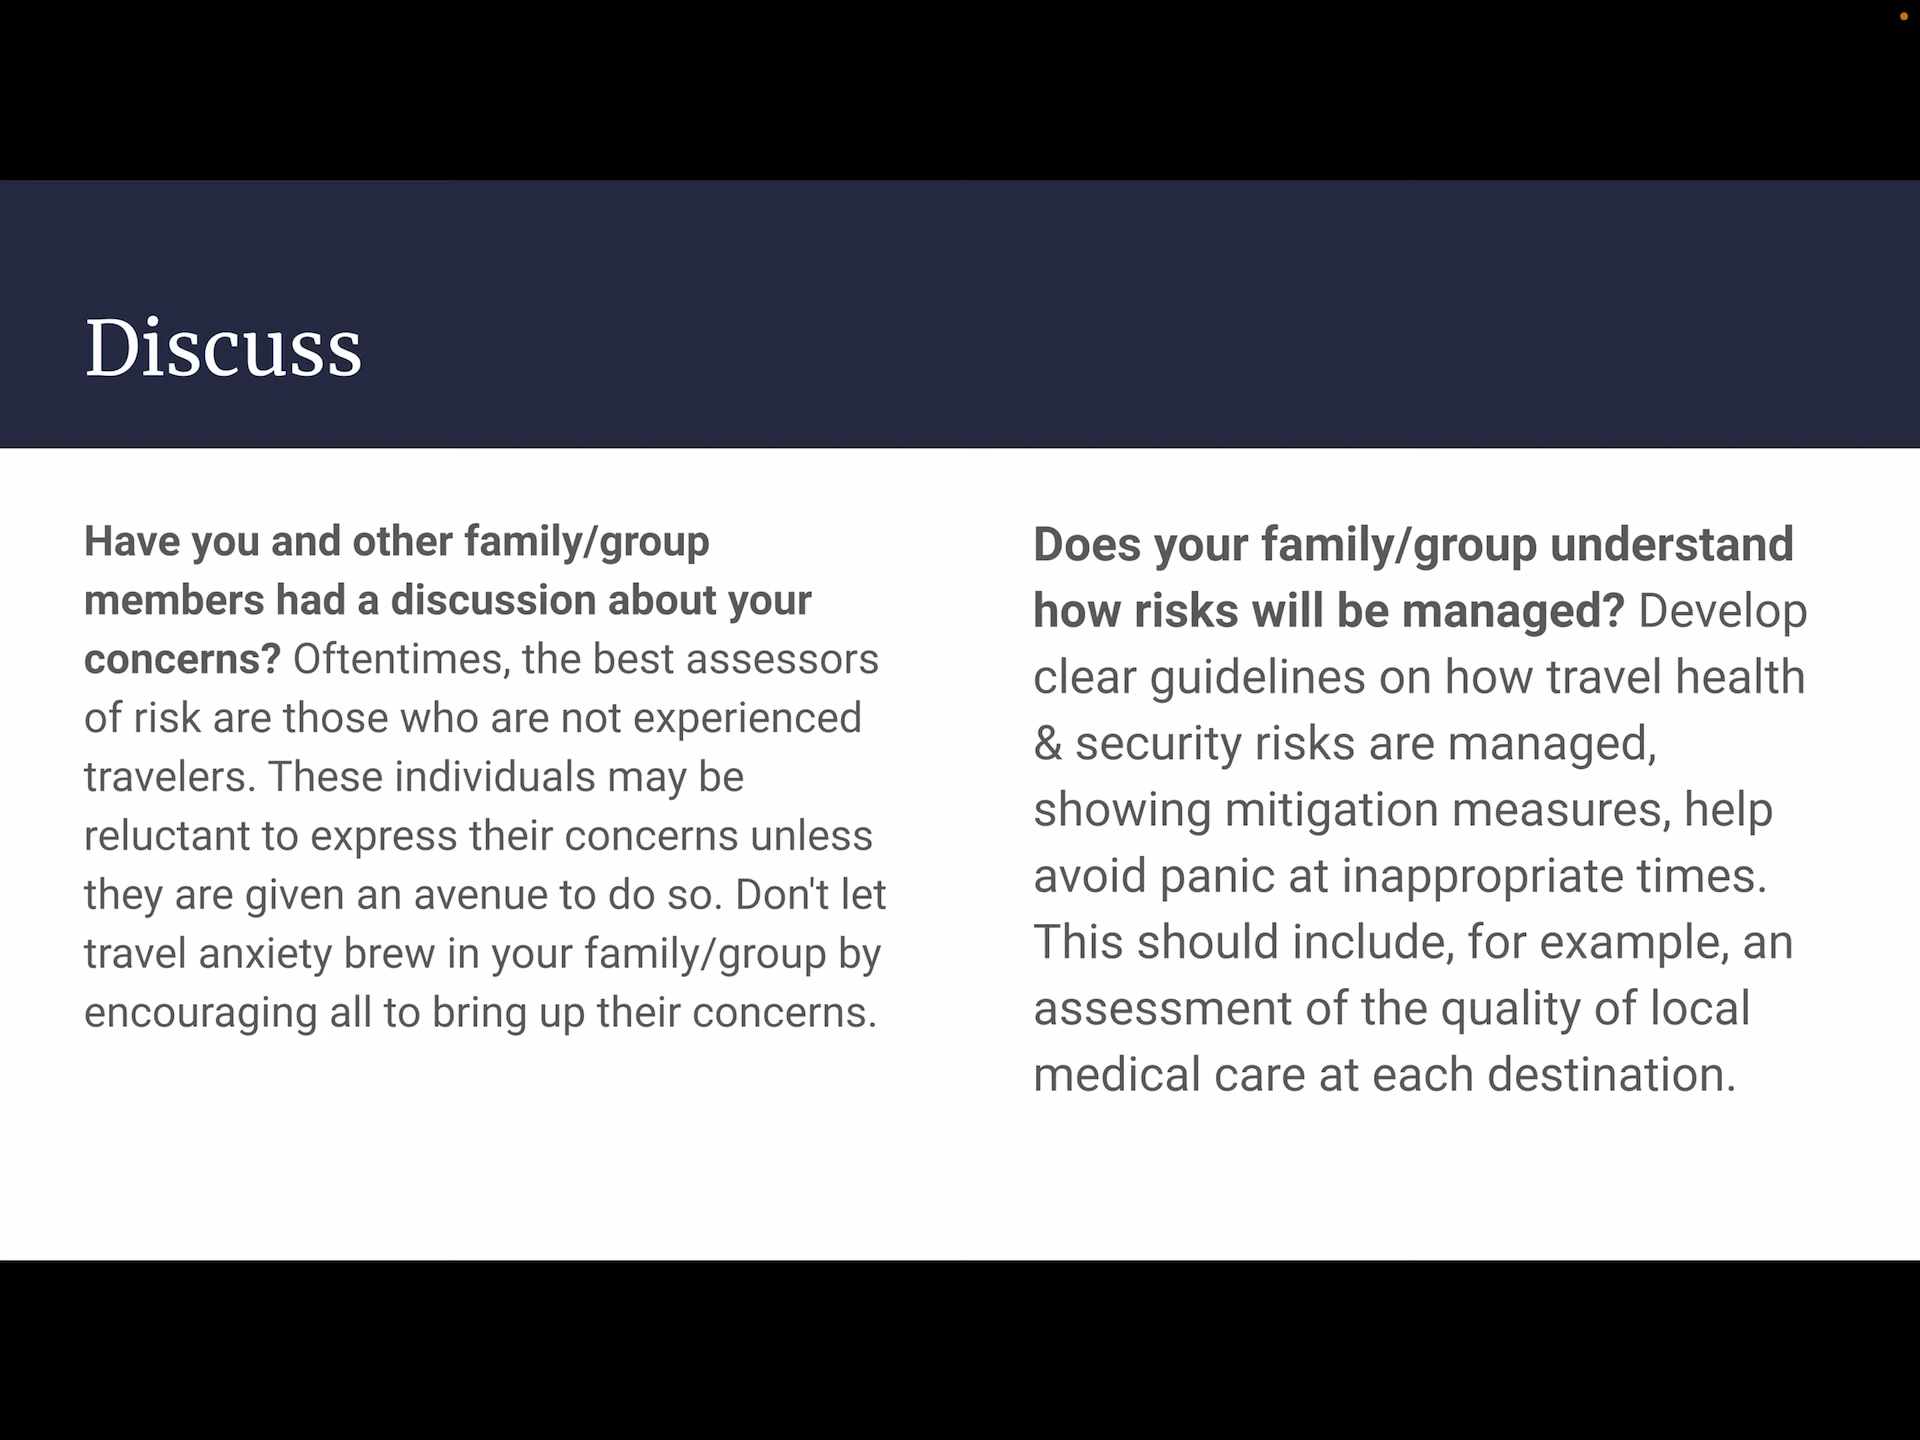 Discuss
Have you and other family/group
members had a discussion about your
concerns? Oftentimes, the best assessors
of risk are those who are not experienced
travelers. These individuals may be
reluctant to express their concerns unless
they are given an avenue to do so. Don't let
travel anxiety brew in your family/group by
encouraging all to bring up their concerns.
Does your family/group understand
how risks will be managed? Develop
clear guidelines on how travel health
& security risks are managed,
showing mitigation measures, help
avoid panic at inappropriate times.
This should include, for example, an
assessment of the quality of local
medical care at each destination.